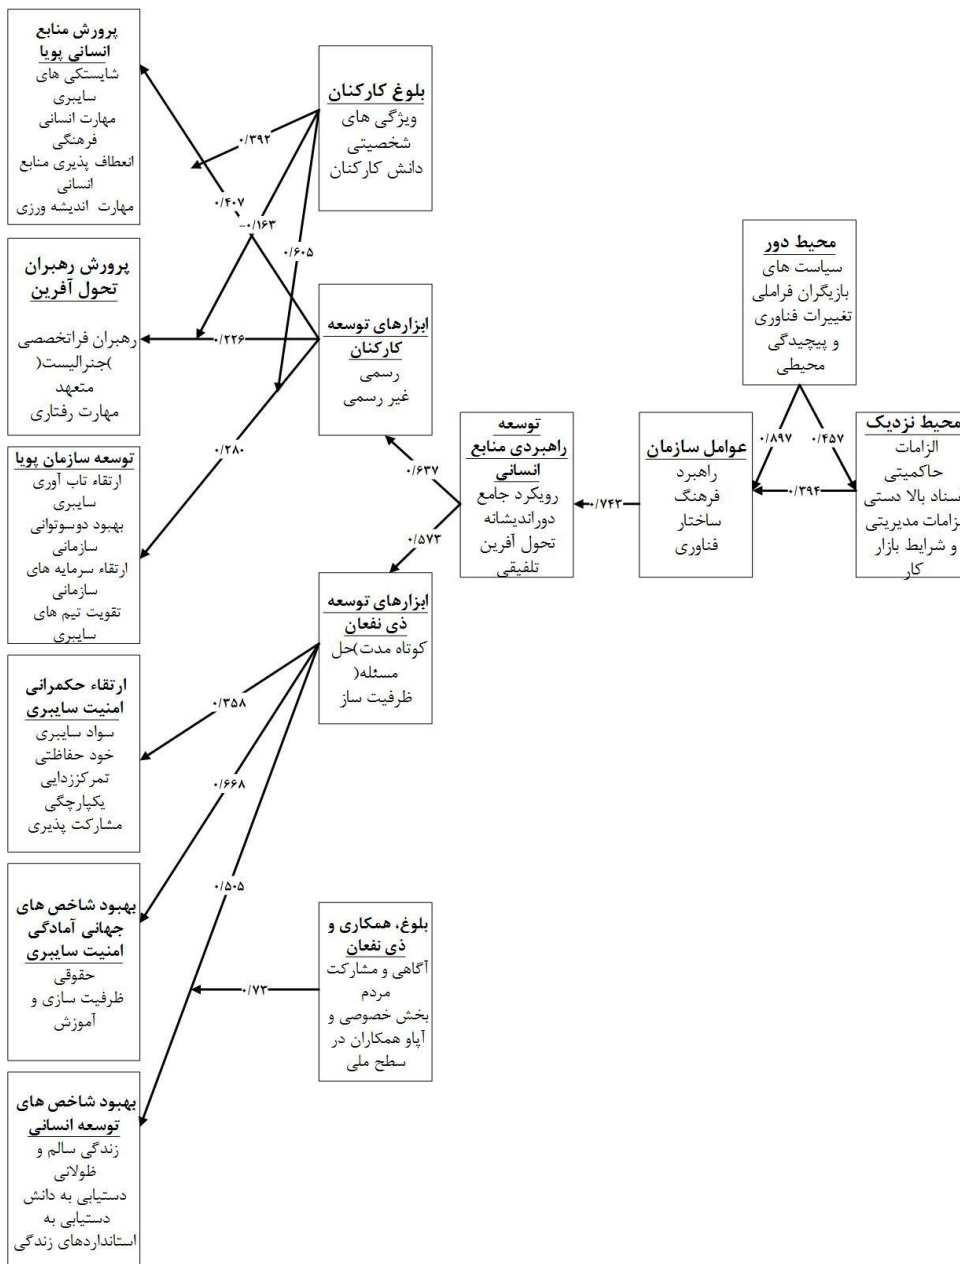 محیط دور
سیاست های
بازیگران فراملی
تغییرات فناوری
و پیچیدگی
محیطی
۰/۸۹۷
۰/۴۵۷
محیط نزدیک
الزامات
حاکمیتی
اسناد بالا دستی
الزامات مدیریتی
و شرایط بازار
کار
۰/۳۹۴
عوامل سازمان
راهبرد
فرهنگ
ساختار
فناوری
۰/۷۴۳
توسعه
راهبردی منابع
انسانی
رویکرد جامع
دوراندیشانه
تحول آفرین
تلفیقی
۰/۶۳۷
۰/۵۷۳
بلوغ کارکنان
ویژگی های
شخصیتی
دانش کارکنان
۰/۳۹۲
-۰/۱۶۳
۰/۶۰۵
ابزارهای توسعه
کارکنان
رسمی
غیر رسمی
۰/۴۰۷
۰/۲۲۶
۰/۲۸۰
ابزارهای توسعه
ذی نفعان
کوتاه مدت)حل
مسئله(
ظرفیت ساز
۰/۳۵۸
۰/۶۶۸
۰/۵۰۵
بلوغ، همکاری و
ذی نفعان
آگاهی و مشارکت
مردم
بخش خصوصی و
آپاو همکاران در
سطح ملی
۰/۷۳
پرورش منابع
انسانی پویا
شایستکی های
سایبری
مهارت انسانی
فرهنگی
انعطاف پذیری منابع
انسانی
مهارت اندیشه ورزی
پرورش رهبران
تحول آفرین
رهبران فراتخصصی
)جنرالیست(
متعهد
مهارت رفتاری
توسعه سازمان پویا
ارتقاء تاب آوری
سایبری
بهبود دوسوتوانی
سازمانی
ارتقاء سرمایه های
سازمانی
تقویت تیم های
سایبری
ارتقاء حکمرانی
امنیت سایبری
سواد سایبری
خود حفاظتی
تمرکززدایی
یکپارچگی
مشارکت پذیری
بهبود شاخص های
جهانی آمادگی
امنیت سایبری
حقوقی
ظرفیت سازی و
آموزش
بهبود شاخص های
توسعه انسانی
زندگی سالم و
ظولانی
دستیابی به دانش
دستیابی به
استانداردهای زندگی